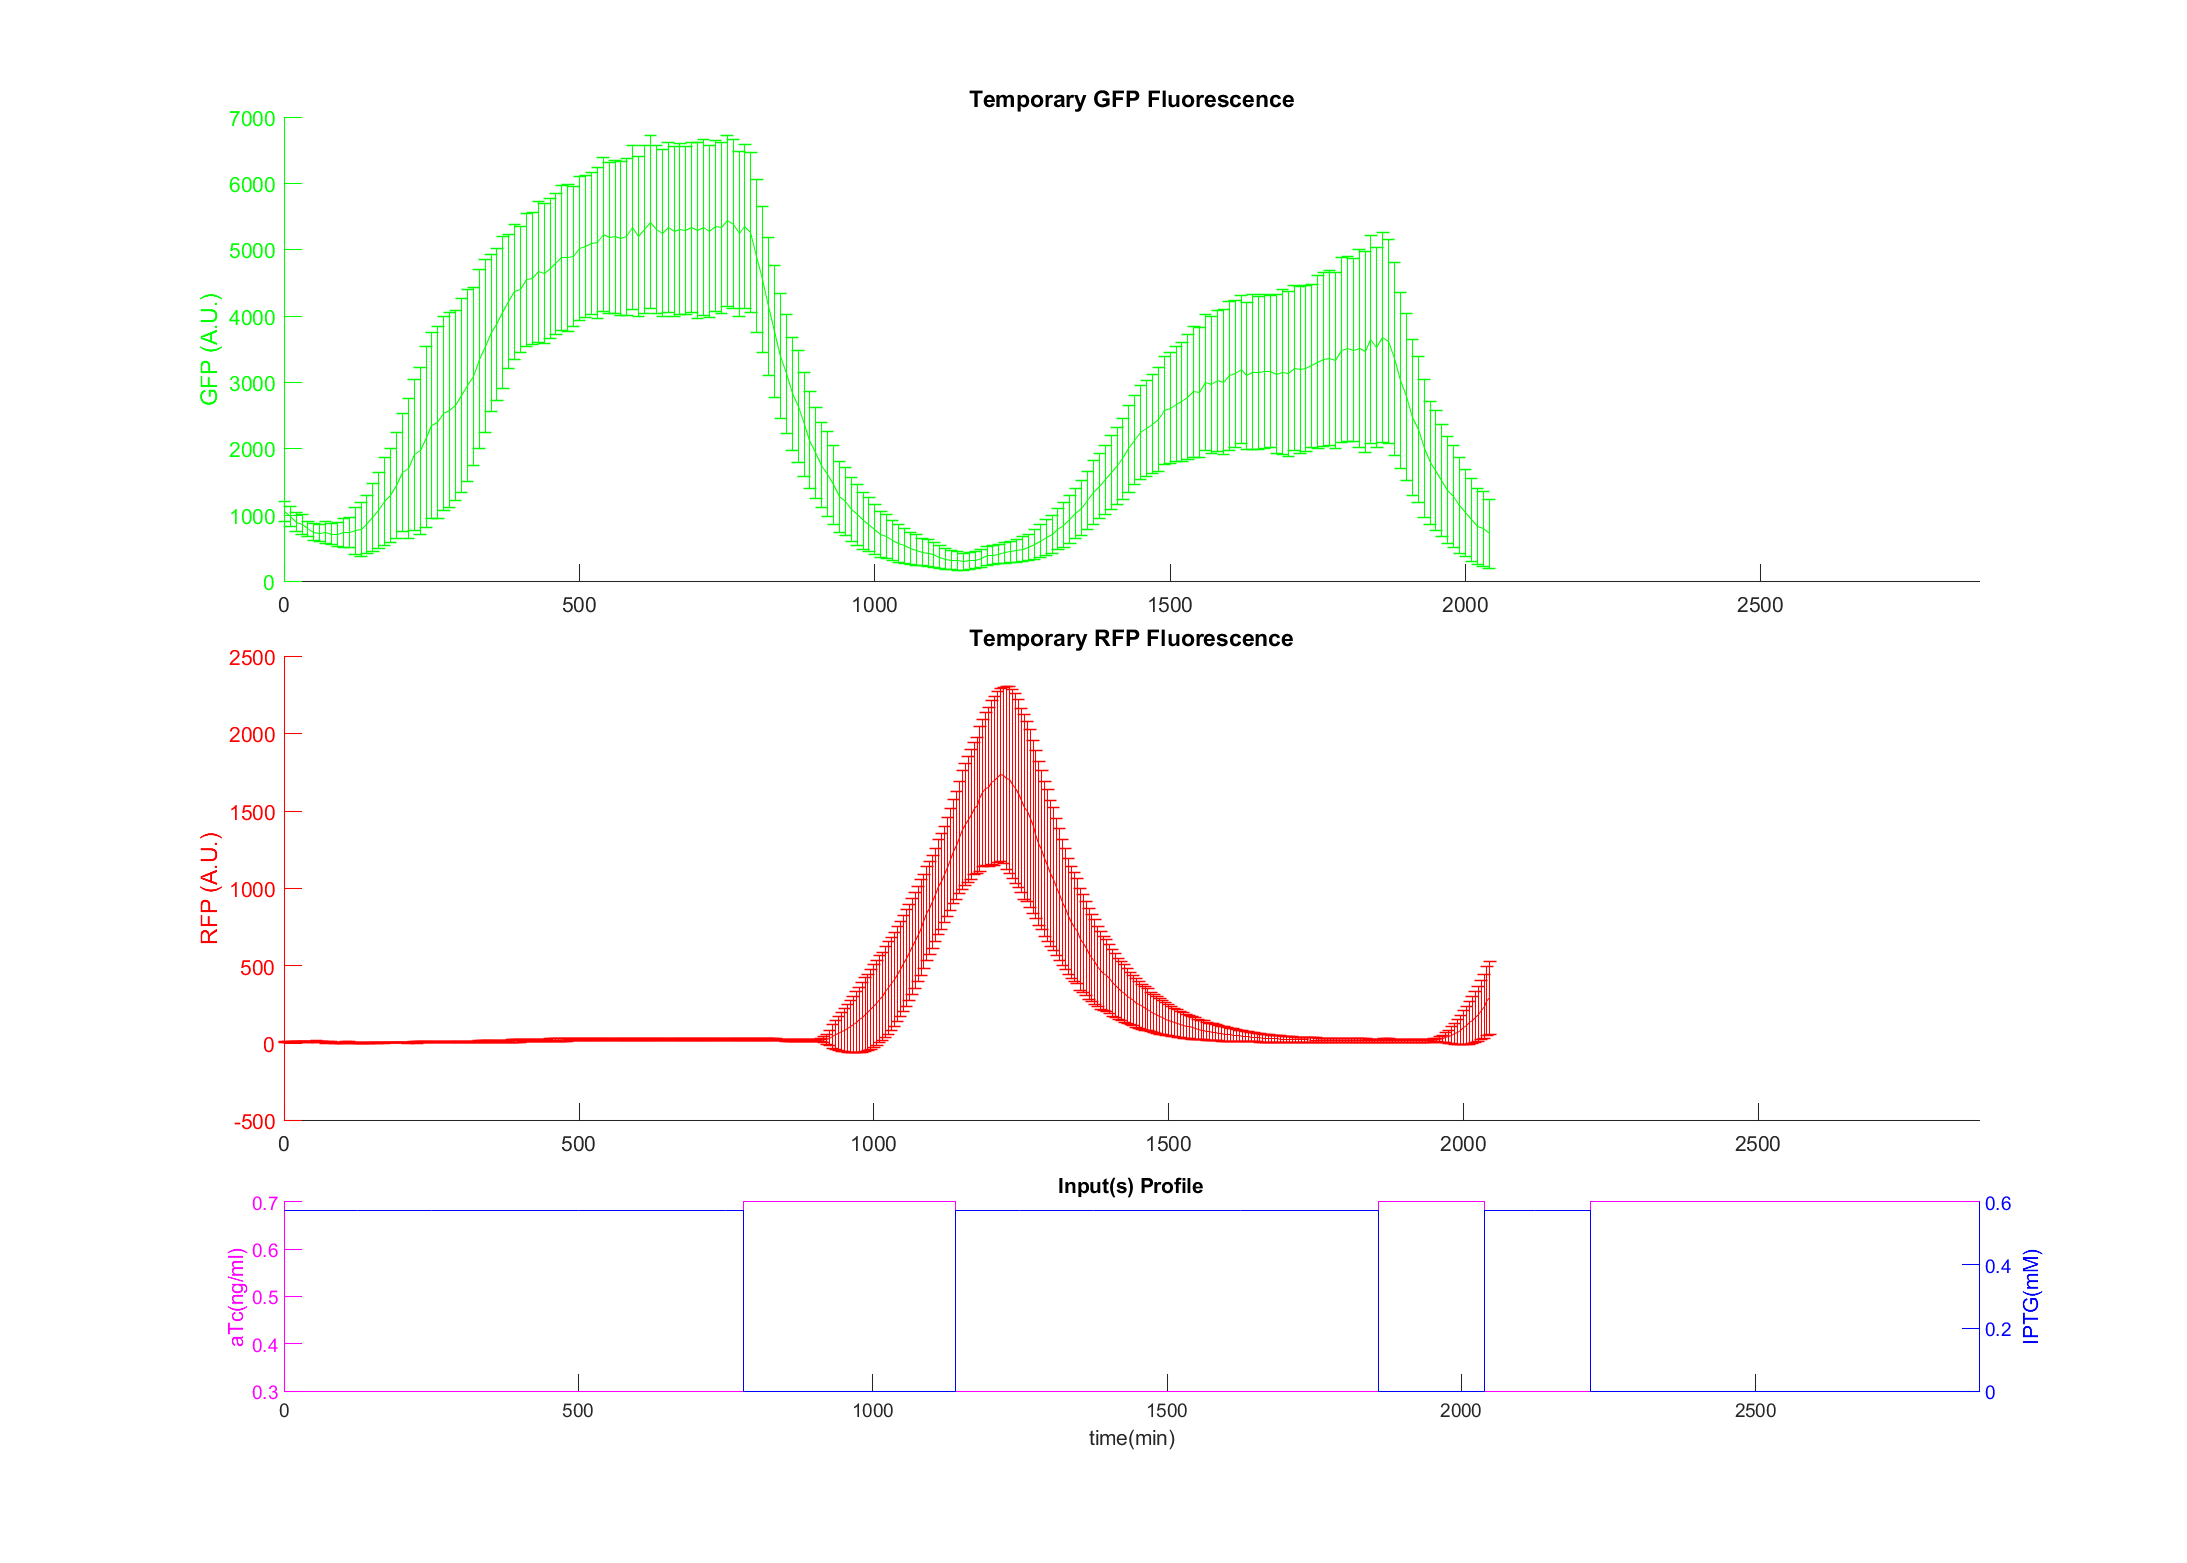 Temporary GFP Fluorescence
7000
6000
5000
4000
3000
2000
1000
0
GFP (A.U.)
0 500 1000 1500 2000 2500
Temporary RFP Fluorescence
2500
2000
1500
1000
500
0
-500
RFP (A.U.)
0 500 1000 1500 2000 2500
Input(s) Profile
0.7
0.6
0.5
0.4
0.3
aTc(ng/ml)
0.6
0.4
0.2
0
IPTG(mM)
0 500 1000 1500 2000 2500
time(min)